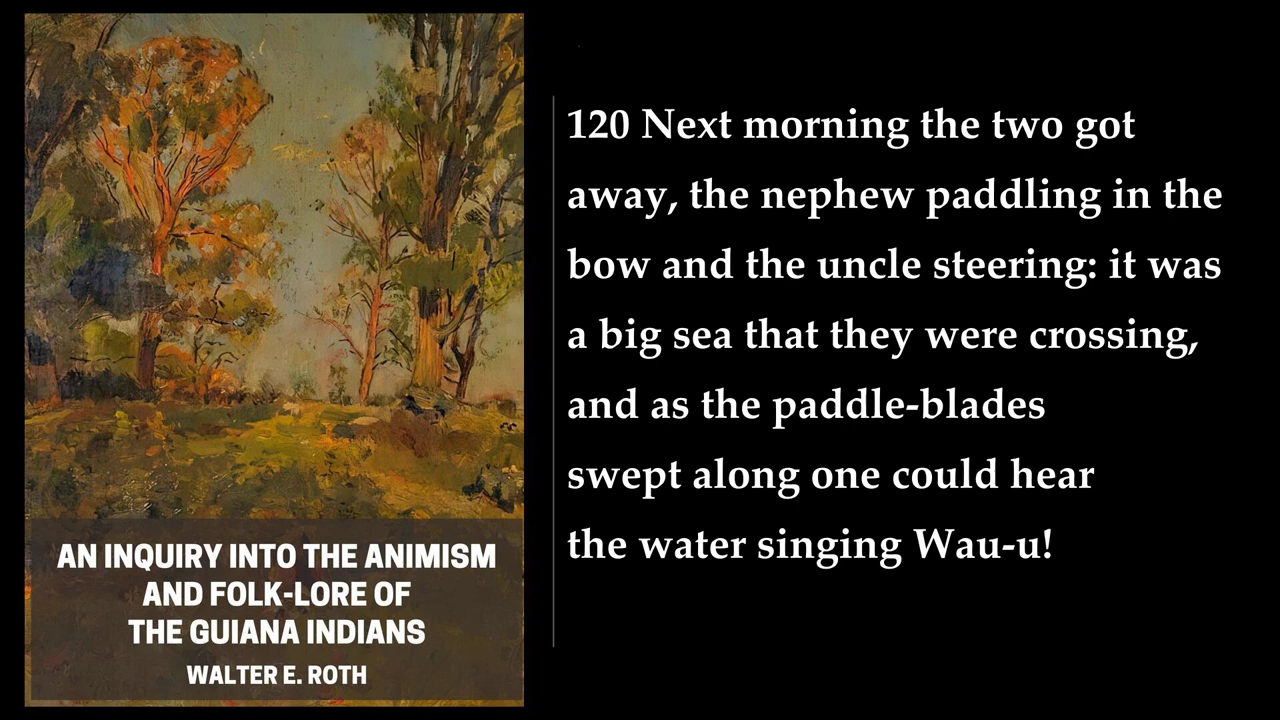 AN INQUIRY INTO THE ANIMISM
AND FOLK-LORE OF
THE GUIANA INDIANS
WALTER E. ROTH
120 Next morning the two got
away, the nephew paddling in the
bow and the uncle steering: it was
a big sea that they were crossing,
and as the paddle-blades
swept along one could hear
the water singing Wau-u!